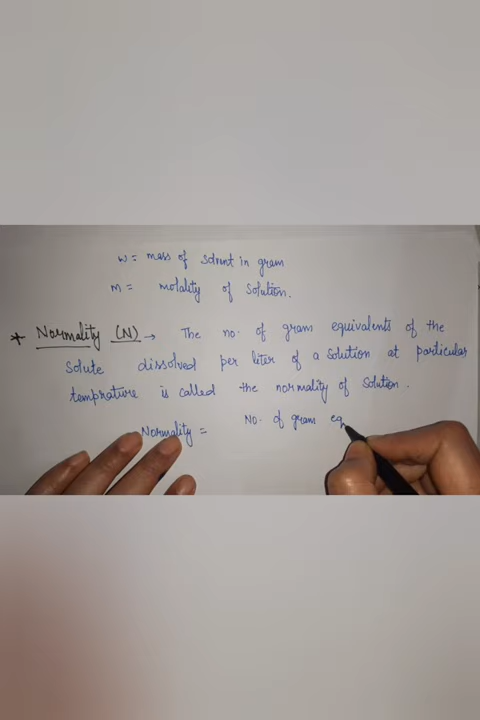 w = mass of solvent in gram
m = molality of Solution.
* Normality (N) → The no. of gram equivalents of the
Solute dissolved per liter of a Solution at particular
temprature is called the normality of Solution.
Normality = No. of gram eq